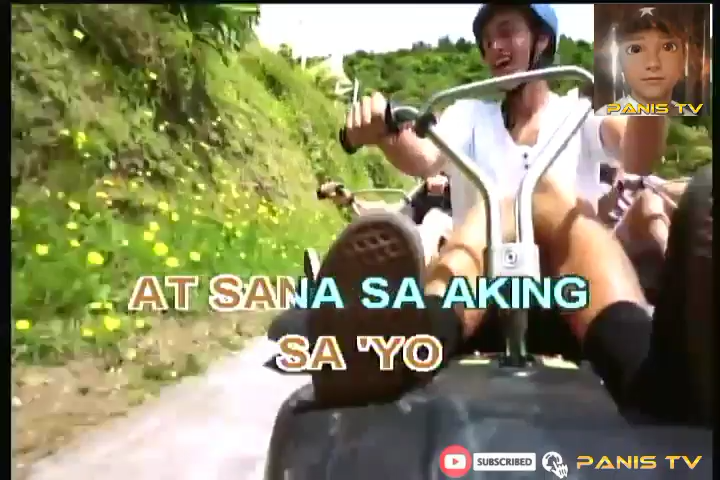 PANIS TV
AT SANA SA AKING
SA 'YO
SUBSCRIBED PANIS TV